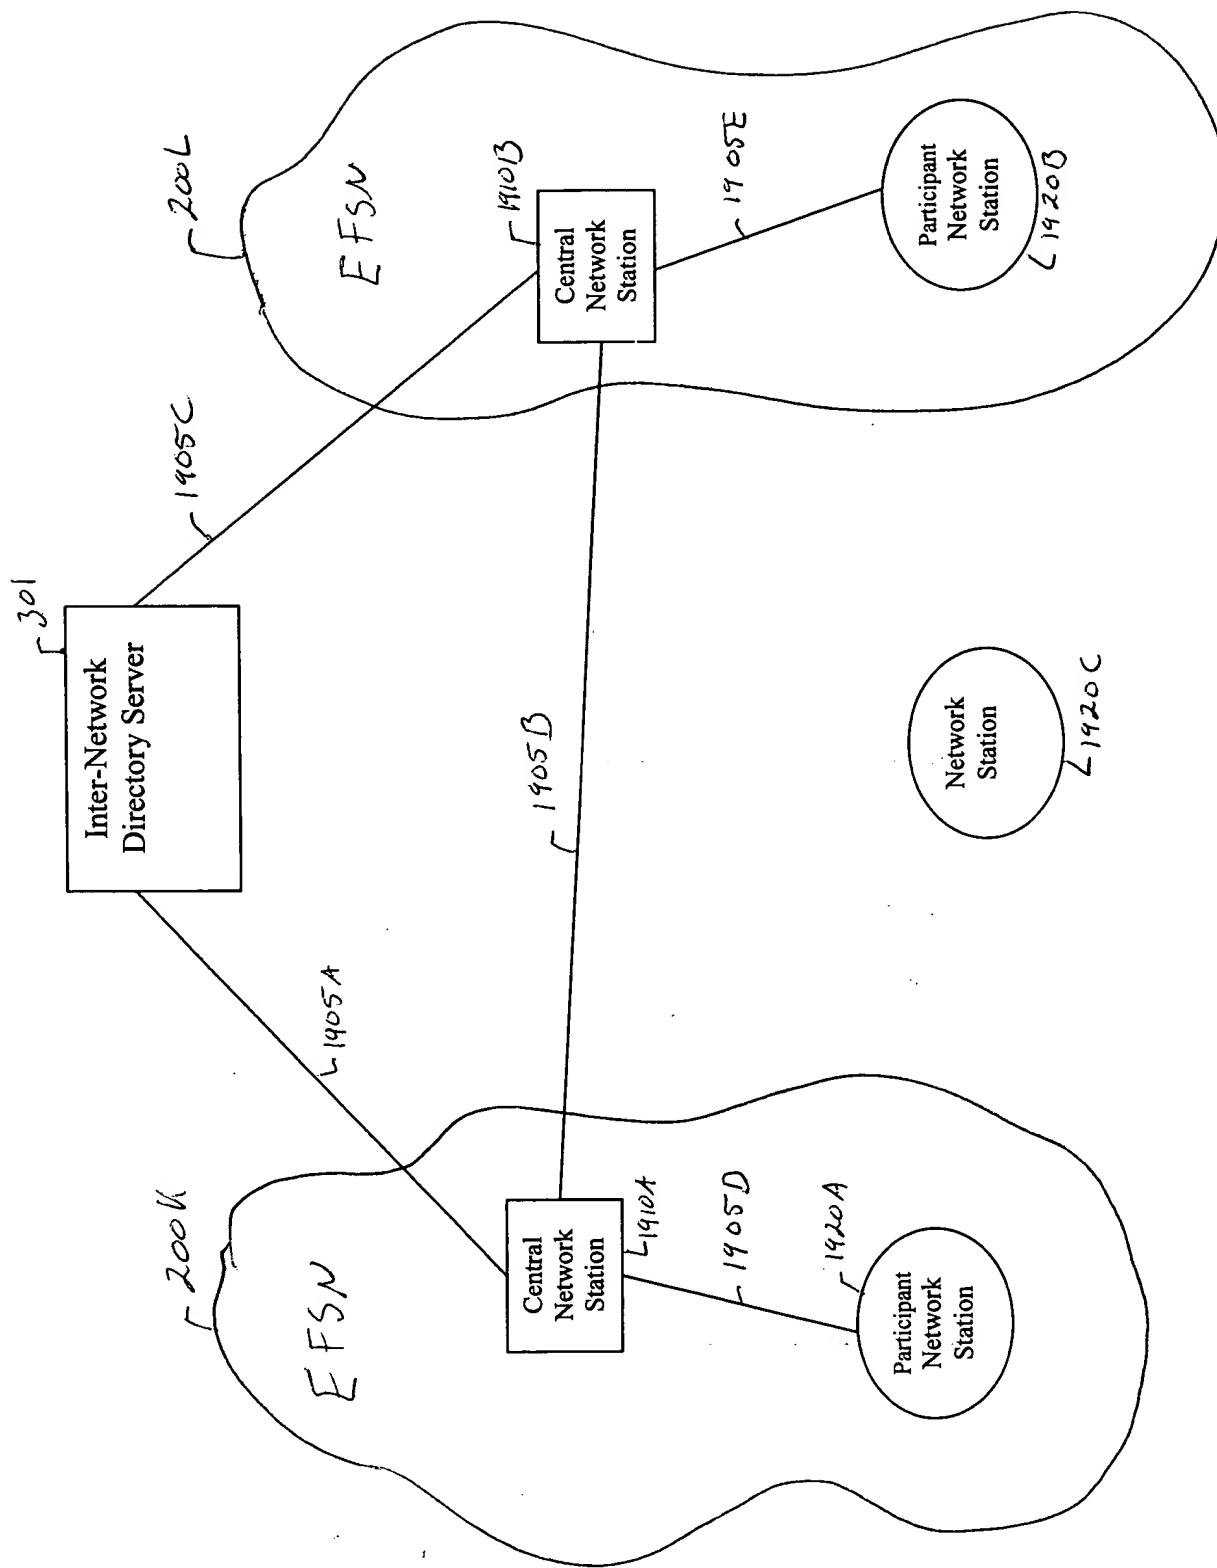 301
Inter-Network
Directory Server
200K
200L
EFSN
EFSN
1905A
1905C
Central
Network
Station
1910A
1905B
Central
Network
Station
1910B
1905D
1905E
1920A
Participant
Network
Station
Network
Station
1920C
Participant
Network
Station
1920B